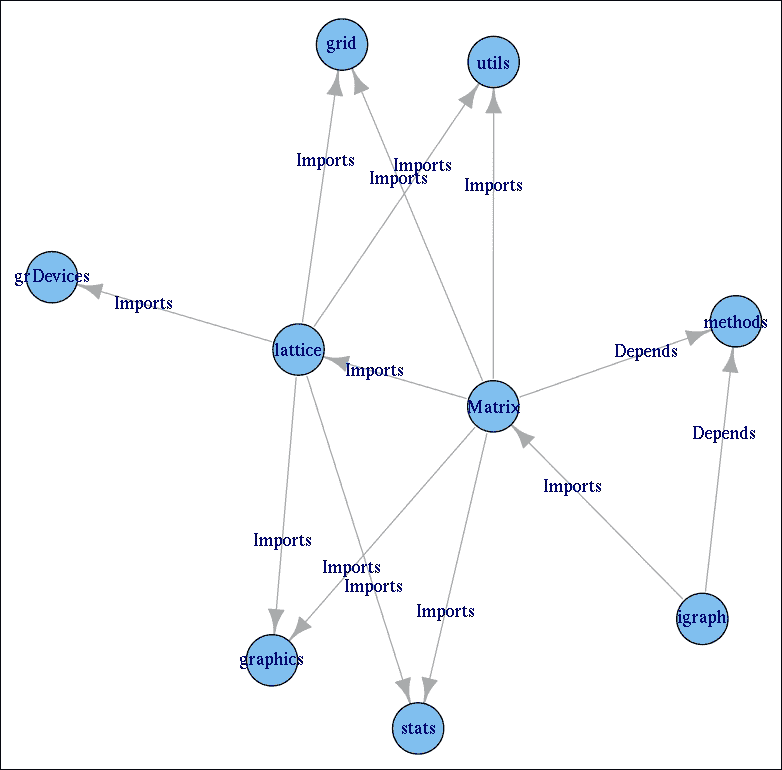 grid
utils
Imports
Imports
Imports
Imports
grDevices
Imports
methods
lattice
Depends
Imports
Matrix
Depends
Imports
Imports
Imports
Imports
Imports
igraph
graphics
stats